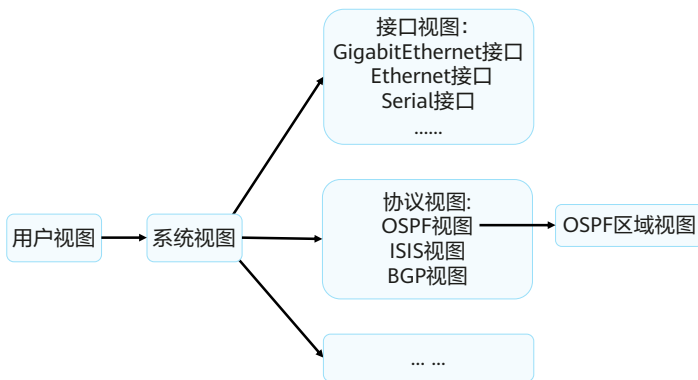 接口视图：
GigabitEthernet接口
Ethernet接口
Serial接口
......
用户视图
系统视图
协议视图:
OSPF视图
ISIS视图
BGP视图
OSPF区域视图
... ...